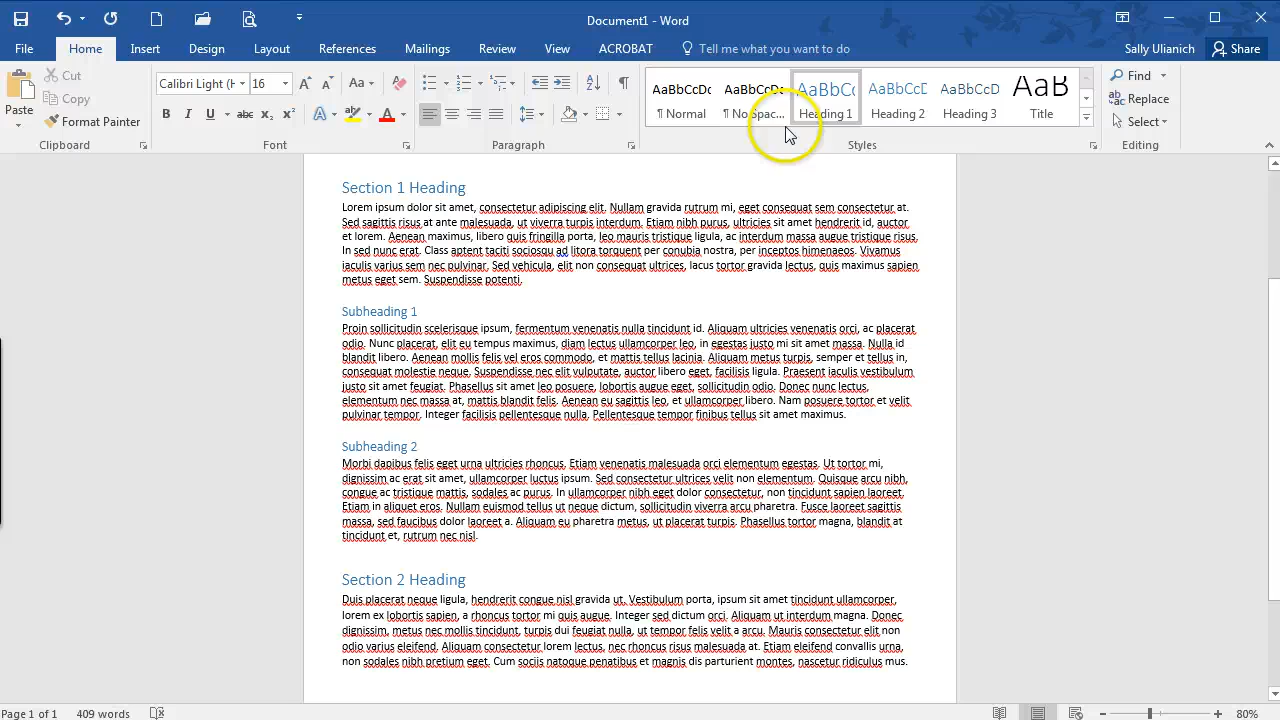 Document1 - Word
File Home Insert Design Layout References Mailings Review View ACROBAT Tell me what you want to do Sally Ulianich Share
Paste
Cut
Copy
Format Painter
Calibri Light (H 16
B I U abc X₂ X²
Aa
AaBbCcDc AaBbCcDc AaBbCc AaBbCcD AaBbCcD AaB
¶ Normal ¶ No Spac... Heading 1 Heading 2 Heading 3 Title
Find
Replace
Select
Clipboard Font Paragraph Styles Editing
Section 1 Heading
Lorem ipsum dolor sit amet, consectetur adipiscing elit. Nullam gravida rutrum mi, eget consequat sem consectetur at.
Sed sagittis risus at ante malesuada, ut viverra turpis interdum. Etiam nibh purus, ultricies sit amet hendrerit id, auctor
et lorem. Aenean maximus, libero quis fringilla porta, leo mauris tristique ligula, ac interdum massa augue tristique risus.
In sed nunc erat. Class aptent taciti sociosqu ad litora torquent per conubia nostra, per inceptos himenaeos. Vivamus
iaculis varius sem nec pulvinar. Sed vehicula, elit non consequat ultrices, lacus tortor gravida lectus, quis maximus sapien
metus eget sem. Suspendisse potenti.
Subheading 1
Proin sollicitudin scelerisque ipsum, fermentum venenatis nulla tincidunt id. Aliquam ultricies venenatis orci, ac placerat
odio. Nunc placerat, elit eu tempus maximus, diam lectus ullamcorper leo, in egestas justo mi sit amet massa. Nulla id
blandit libero. Aenean mollis felis vel eros commodo, et mattis tellus lacinia. Aliquam metus turpis, semper et tellus in,
consequat molestie neque. Suspendisse nec elit vulputate, auctor libero eget, facilisis ligula. Praesent iaculis vestibulum
justo sit amet feugiat. Phasellus sit amet leo posuere, lobortis augue eget, sollicitudin odio. Donec nunc lectus,
elementum nec massa at, mattis blandit felis. Aenean eu sagittis leo, et ullamcorper libero. Nam posuere tortor et velit
pulvinar tempor. Integer facilisis pellentesque nulla. Pellentesque tempor finibus tellus sit amet maximus.
Subheading 2
Morbi dapibus felis eget urna ultricies rhoncus. Etiam venenatis malesuada orci elementum egestas. Ut tortor mi,
dignissim ac erat sit amet, ullamcorper luctus ipsum. Sed consectetur ultrices velit non elementum. Quisque arcu nibh,
congue ac tristique mattis, sodales ac purus. In ullamcorper nibh eget dolor consectetur, non tincidunt sapien laoreet.
Etiam in aliquet eros. Nullam euismod tellus ut neque dictum, sollicitudin viverra arcu pharetra. Fusce laoreet sagittis
massa, sed faucibus dolor laoreet a. Aliquam eu pharetra metus, ut placerat turpis. Phasellus tortor magna, blandit at
tincidunt et, rutrum nec nisl.
Section 2 Heading
Duis placerat neque ligula, hendrerit congue nisl gravida ut. Vestibulum porta, ipsum sit amet tincidunt ullamcorper,
lorem ex lobortis sapien, a rhoncus tortor mi quis augue. Integer sed dictum orci. Aliquam ut interdum magna. Donec
dignissim, metus nec mollis tincidunt, turpis dui feugiat nulla, ut tempor felis velit a arcu. Mauris consectetur elit non
odio varius eleifend. Aliquam consectetur lorem lectus, nec rhoncus risus malesuada at. Etiam eleifend convallis urna,
non sodales nibh pretium eget. Cum sociis natoque penatibus et magnis dis parturient montes, nascetur ridiculus mus.
Page 1 of 1 409 words 80%